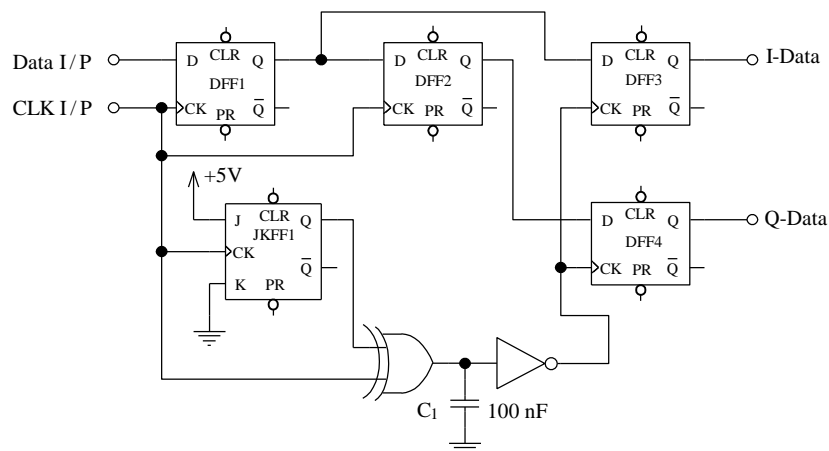 Data I/P
CLK I/P
D CLR Q
DFF1
CK PR Q̅
D CLR Q
DFF2
CK PR Q̅
D CLR Q
DFF3
CK PR Q̅
I-Data
+5V
J CLR Q
JKFF1
CK Q̅
K PR
D CLR Q
DFF4
CK PR Q̅
Q-Data
C₁ 100 nF